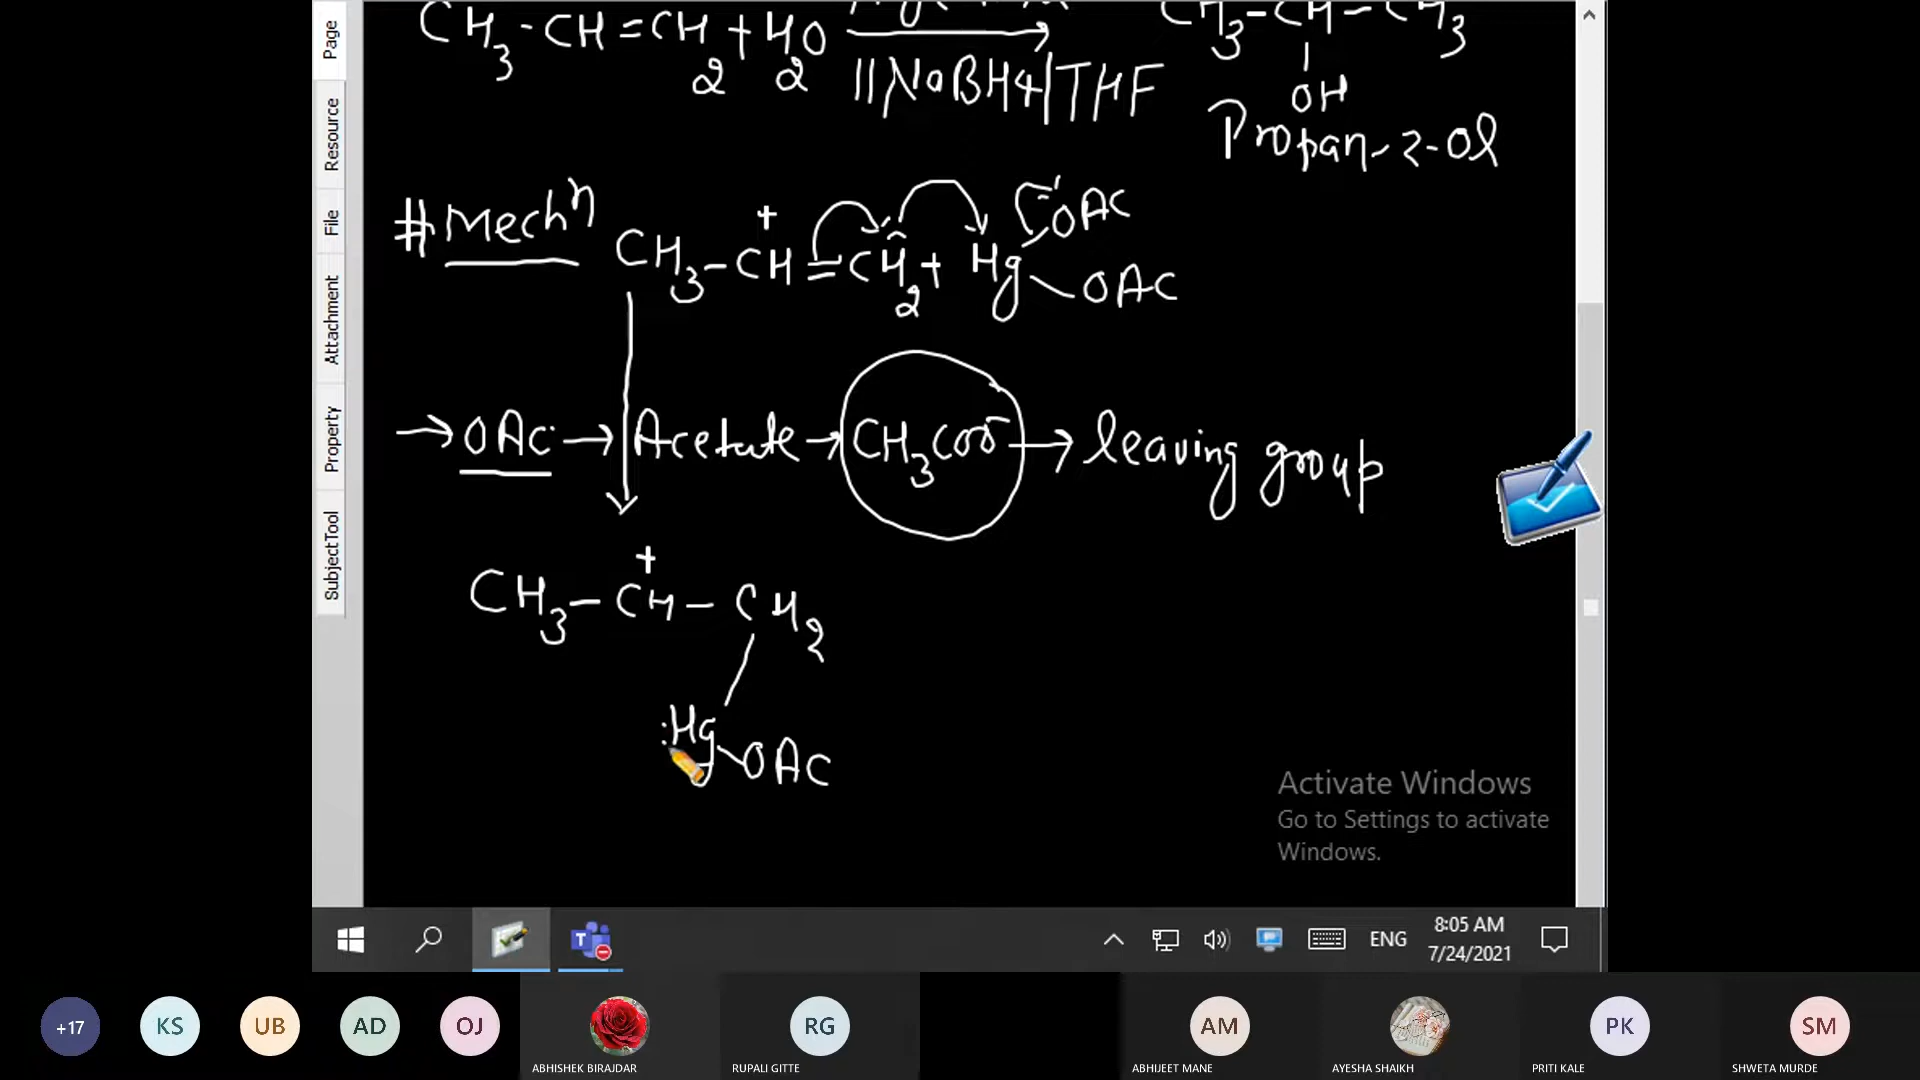 Page
Resource
File
Attachment
Property
SubjectTool
CH3-CH=CH2+H2O
||NaBH4|THF
CH3-CH-CH3
OH
Propan-2-ol
#Mechn
CH3-CH=CH2+Hg
+
OAC
OAC
→OAc→Acetate→CH3COO-→leaving group
+
CH3-CH-CH2
:Hg
OAc
Activate Windows
Go to Settings to activate
Windows.
ENG
8:05 AM
7/24/2021
+17
KS
UB
AD
OJ
RG
AM
PK
SM
ABHISHEK BIRAJDAR
RUPALI GITTE
ABHIJEET MANE
AYESHA SHAIKH
PRITI KALE
SHWETA MURDE